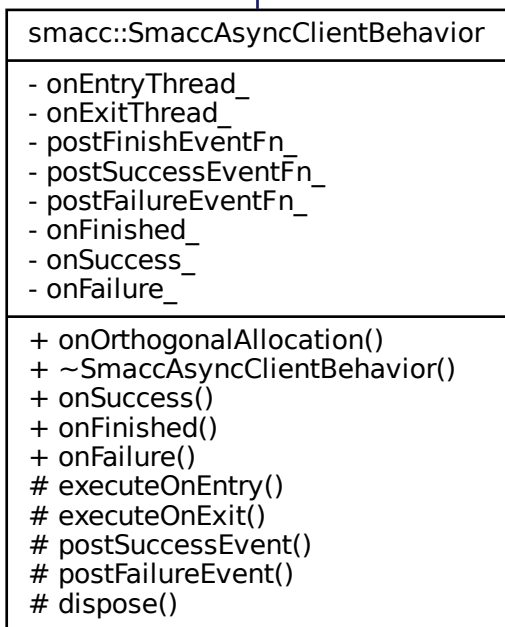 smacc::SmaccAsyncClientBehavior
- onEntryThread_
- onExitThread_
- postFinishEventFn_
- postSuccessEventFn_
- postFailureEventFn_
- onFinished_
- onSuccess_
- onFailure_
+ onOrthogonalAllocation()
+ ~SmaccAsyncClientBehavior()
+ onSuccess()
+ onFinished()
+ onFailure()
# executeOnEntry()
# executeOnExit()
# postSuccessEvent()
# postFailureEvent()
# dispose()